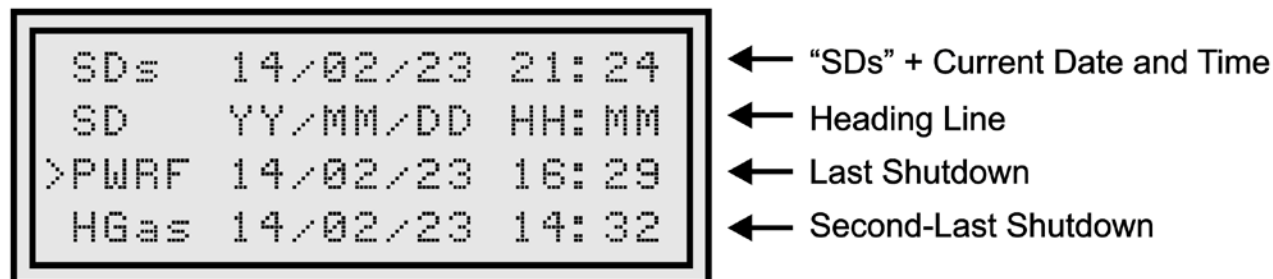 SDs 14/02/23 21:24 “SDs” + Current Date and Time
SD YY/MM/DD HH:MM Heading Line
>PWRF 14/02/23 16:29 Last Shutdown
HGas 14/02/23 14:32 Second-Last Shutdown